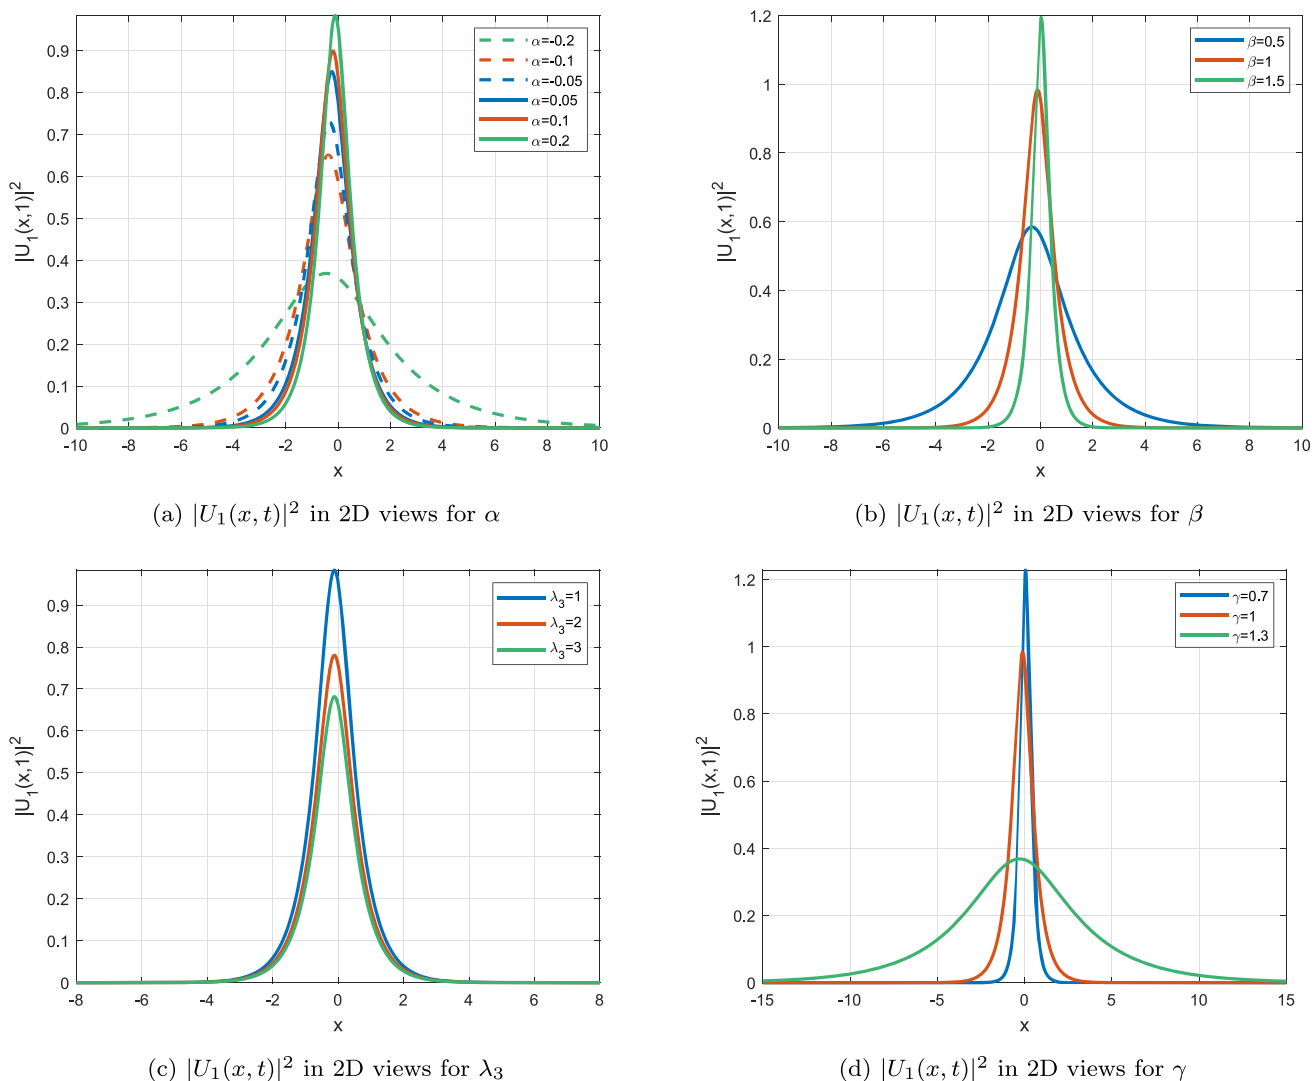 0.9
0.8
0.7
0.6
0.5
0.4
0.3
0.2
0.1
0
-10 -8 -6 -4 -2 0 2 4 6 8 10
x
|U₁(x,1)|²
α=-0.2
α=-0.1
α=-0.05
α=0.05
α=0.1
α=0.2
(a) |U₁(x, t)|² in 2D views for α
1.2
1
0.8
0.6
0.4
0.2
0
-10 -8 -6 -4 -2 0 2 4 6 8 10
x
|U₁(x,1)|²
β=0.5
β=1
β=1.5
(b) |U₁(x, t)|² in 2D views for β
0.9
0.8
0.7
0.6
0.5
0.4
0.3
0.2
0.1
0
-8 -6 -4 -2 0 2 4 6 8
x
|U₁(x,1)|²
λ₃=1
λ₃=2
λ₃=3
(c) |U₁(x, t)|² in 2D views for λ₃
1.2
1
0.8
0.6
0.4
0.2
0
-15 -10 -5 0 5 10 15
x
|U₁(x,1)|²
γ=0.7
γ=1
γ=1.3
(d) |U₁(x, t)|² in 2D views for γ